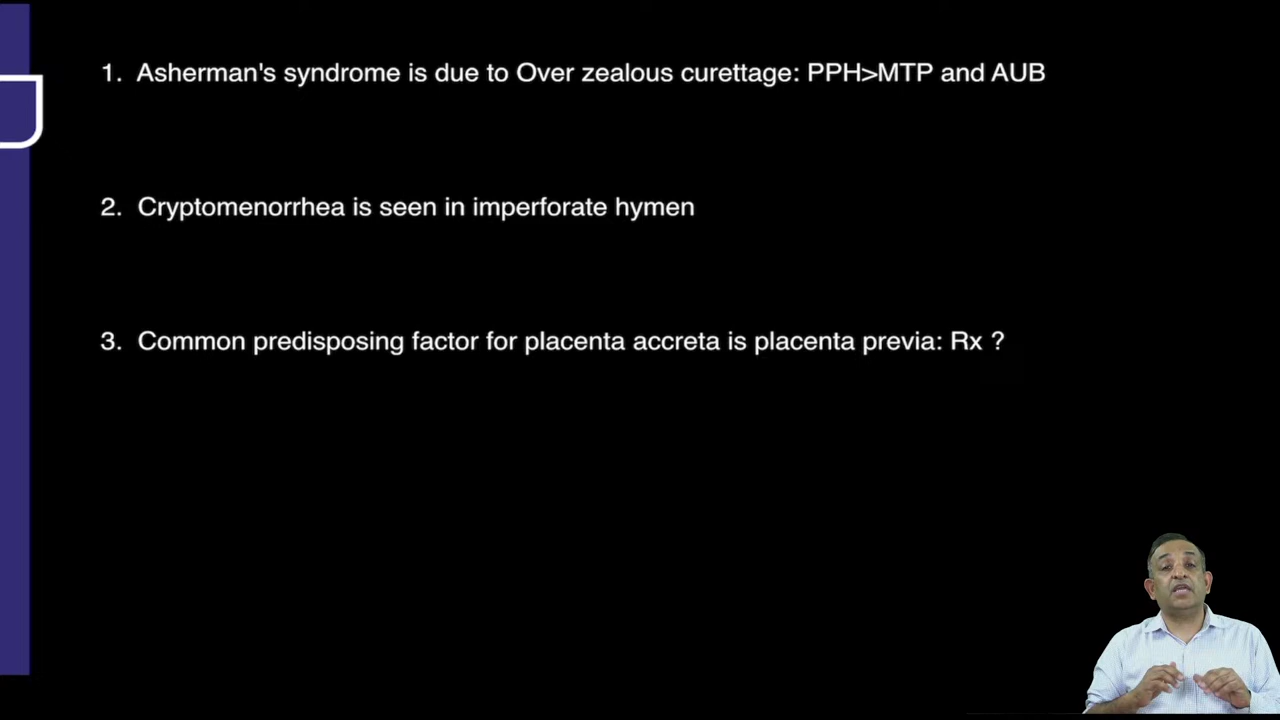 1. Asherman's syndrome is due to Over zealous curettage: PPH>MTP and AUB
2. Cryptomenorrhea is seen in imperforate hymen
3. Common predisposing factor for placenta accreta is placenta previa: Rx ?